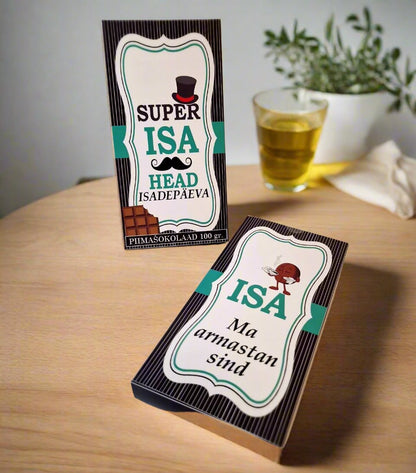 SUPER
ISA
HEAD
ISADEPÄEVA
PIIMAŠOKOLAAD 100 gr.
ISA
Ma
armastan
sind